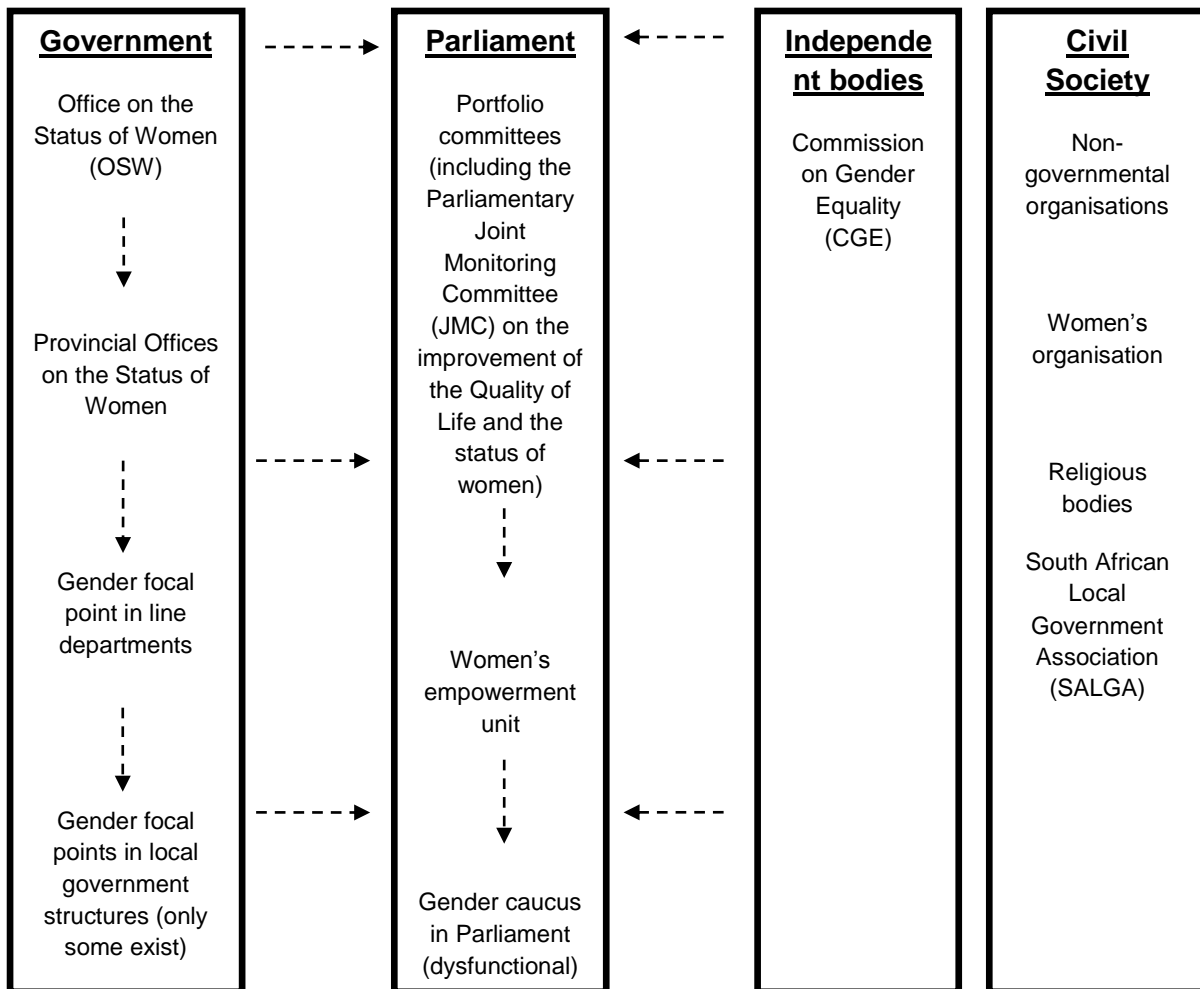 Government
Office on the
Status of Women
(OSW)
Provincial Offices
on the Status of
Women
Gender focal
point in line
departments
Gender focal
points in local
government
structures (only
some exist)
Parliament
Portfolio
committees
(including the
Parliamentary
Joint
Monitoring
Committee
(JMC) on the
improvement of
the Quality of
Life and the
status of
women)
Women's
empowerment
unit
Gender caucus
in Parliament
(dysfunctional)
Independe
nt bodies
Commission
on Gender
Equality
(CGE)
Civil
Society
Non-
governmental
organisations
Women's
organisation
Religious
bodies
South African
Local
Government
Association
(SALGA)